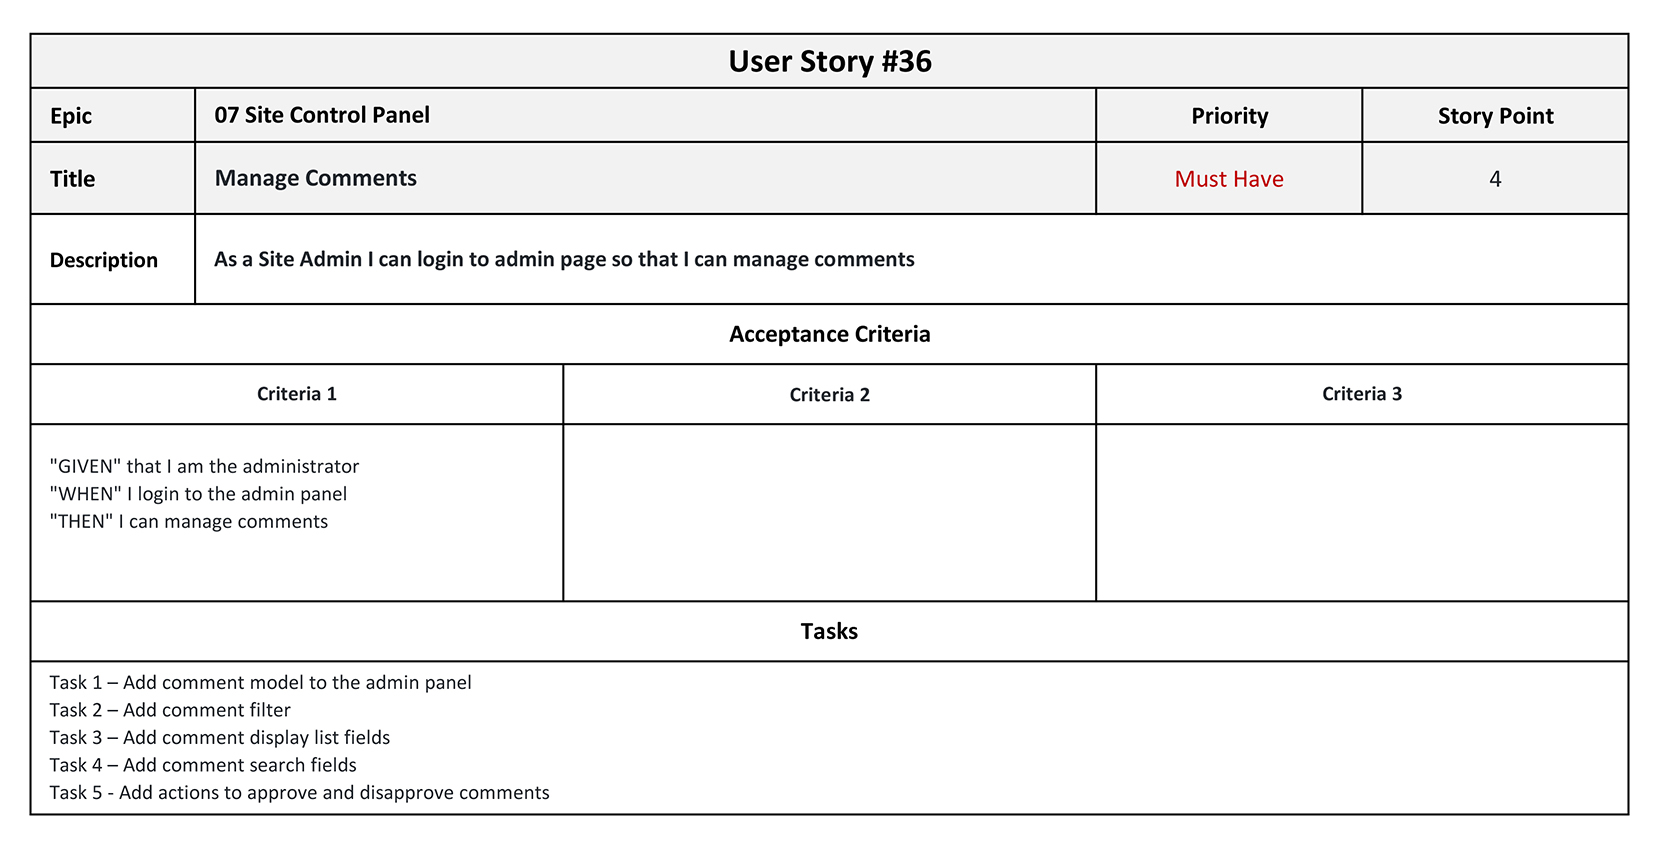 User Story #36
Epic 07 Site Control Panel Priority Story Point
Title Manage Comments Must Have 4
Description As a Site Admin I can login to admin page so that I can manage comments
Acceptance Criteria
Criteria 1 Criteria 2 Criteria 3
"GIVEN" that I am the administrator
"WHEN" I login to the admin panel
"THEN" I can manage comments
Tasks
Task 1 – Add comment model to the admin panel
Task 2 – Add comment filter
Task 3 – Add comment display list fields
Task 4 – Add comment search fields
Task 5 - Add actions to approve and disapprove comments